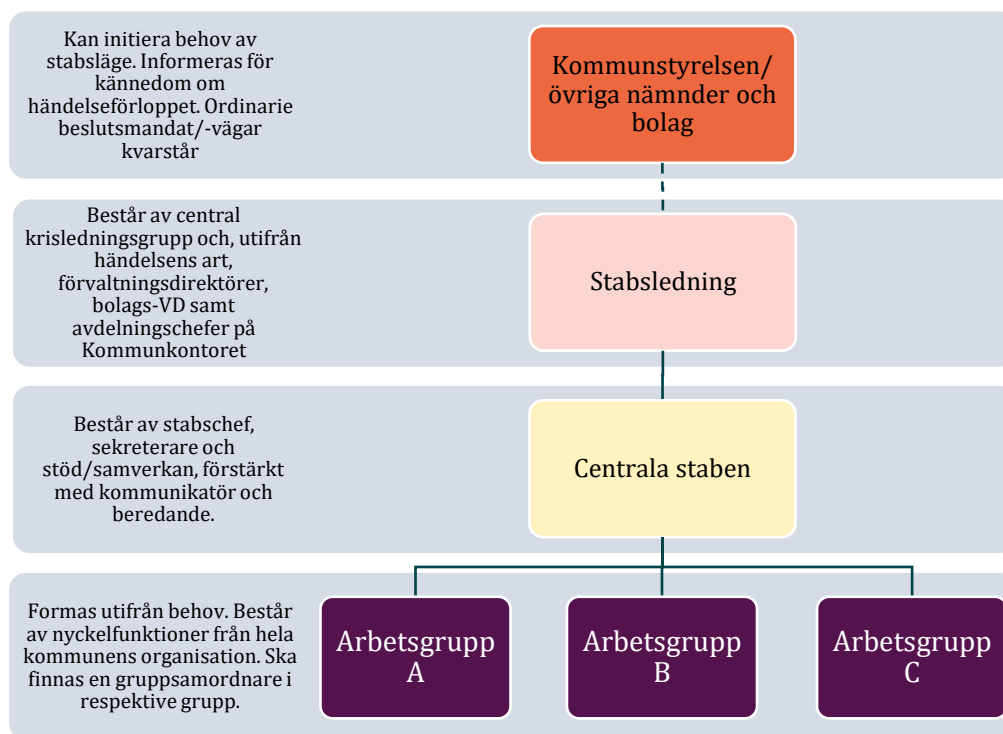 Kan initiera behov av
stabsläge. Informeras för
kännedom om
händelseförloppet. Ordinarie
beslutsmandat/-vägar
kvarstår
Kommunstyrelsen/
övriga nämnder och
bolag
Består av central
krisledningsgrupp och, utifrån
händelsens art,
förvaltningsdirektörer,
bolags-VD samt
avdelningschefer på
Kommunkontoret
Stabsledning
Består av stabschef,
sekreterare och
stöd/samverkan, förstärkt
med kommunikatör och
beredande.
Centrala staben
Formas utifrån behov. Består
av nyckelfunktioner från hela
kommunens organisation. Ska
finnas en gruppsamordnare i
respektive grupp.
Arbetsgrupp
A
Arbetsgrupp
B
Arbetsgrupp
C